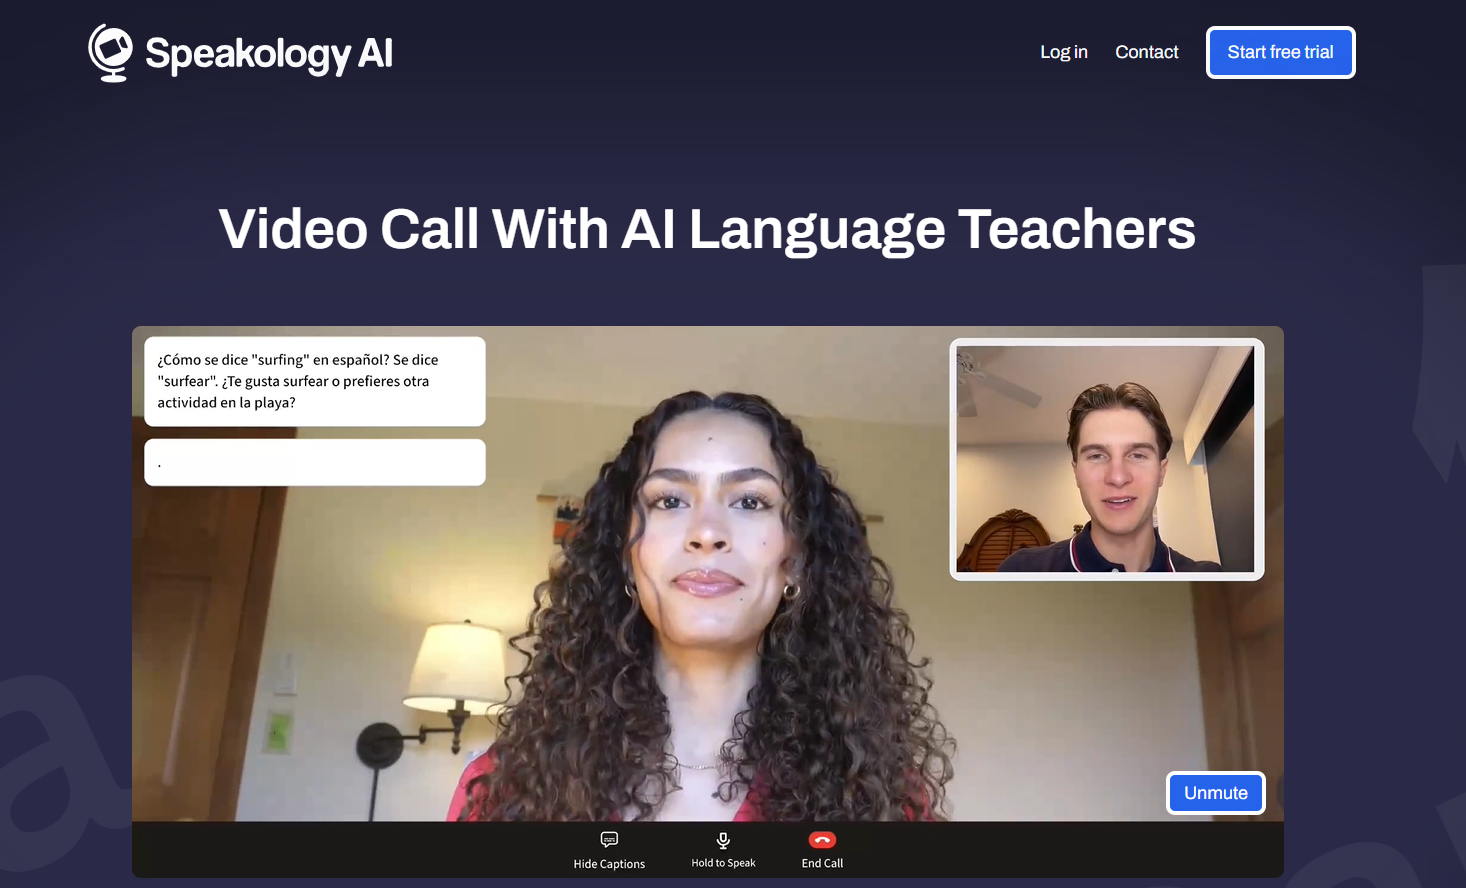 Speakology AI
Log in
Contact
Start free trial
Video Call With AI Language Teachers
¿Cómo se dice "surfing" en español? Se dice
"surfear". ¿Te gusta surfear o prefieres otra
actividad en la playa?
.
Unmute
Hide Captions
Hold to Speak
End Call